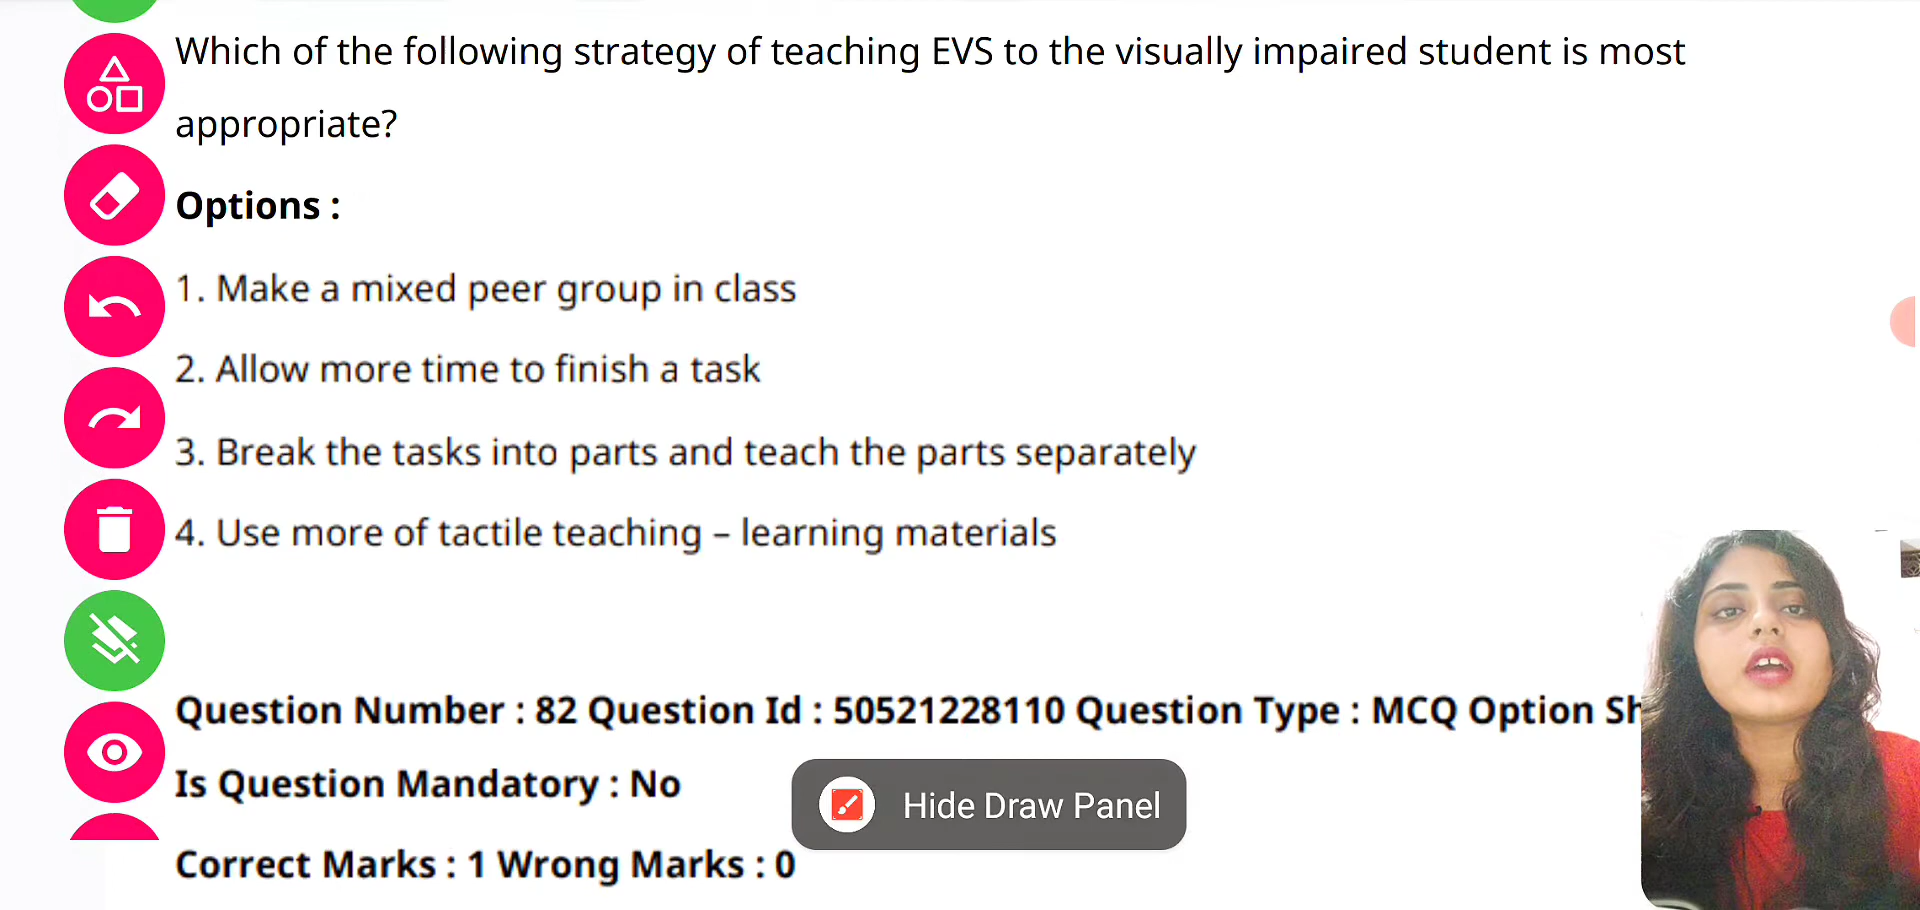 Which of the following strategy of teaching EVS to the visually impaired student is most
appropriate?
Options :
1. Make a mixed peer group in class
2. Allow more time to finish a task
3. Break the tasks into parts and teach the parts separately
4. Use more of tactile teaching – learning materials
Question Number : 82 Question Id : 50521228110 Question Type : MCQ Option Sh
Is Question Mandatory : No
Hide Draw Panel
Correct Marks : 1 Wrong Marks : 0